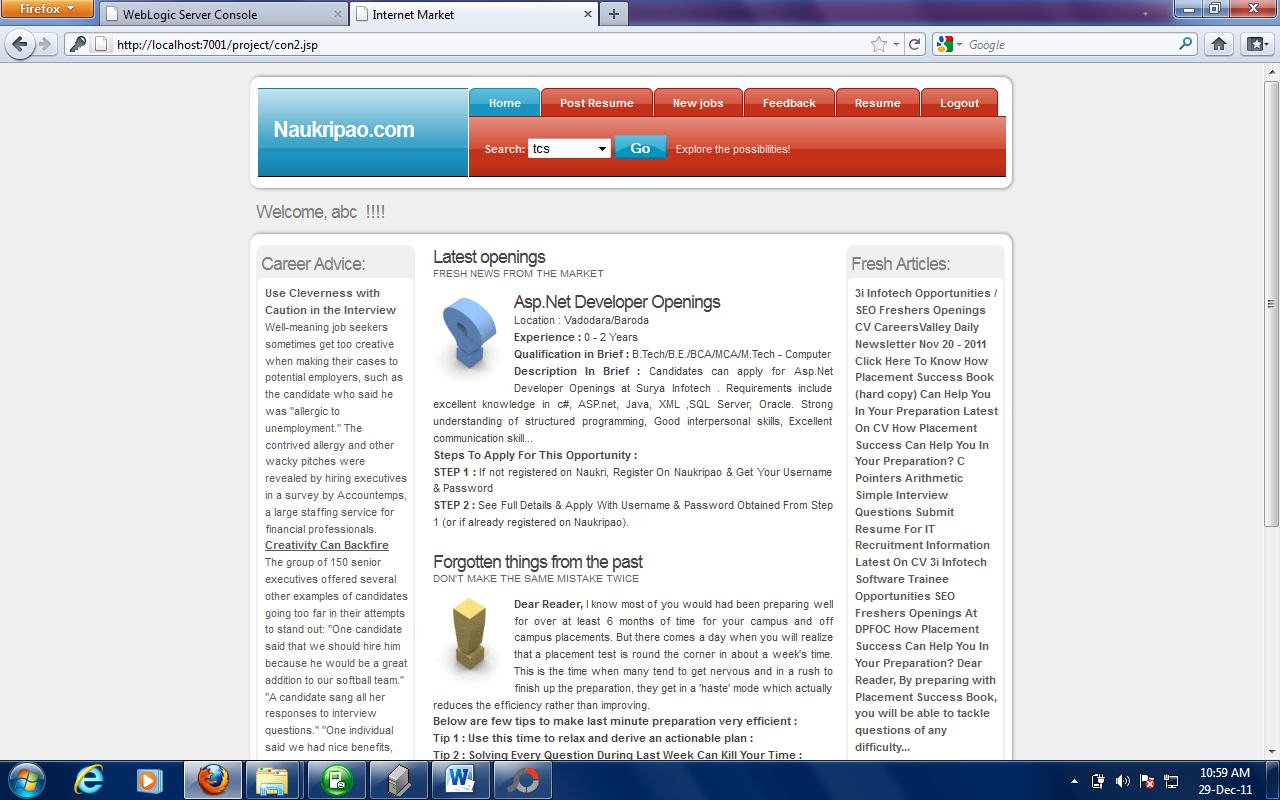 Firefox
WebLogic Server Console
Internet Market
http://localhost:7001/project/con2.jsp
Google
Naukripao.com
Home
Post Resume
New jobs
Feedback
Resume
Logout
Search:
tcs
Go
Explore the possibilities!
Welcome, abc !!!!
Career Advice:
Use Cleverness with
Caution in the Interview
Well-meaning job seekers
sometimes get too creative
when making their cases to
potential employers, such as
the candidate who said he
was "allergic to
unemployment." The
contrived allergy and other
wacky pitches were
revealed by hiring executives
in a survey by Accountemps,
a large staffing service for
financial professionals.
Creativity Can Backfire
The group of 150 senior
executives offered several
other examples of candidates
going too far in their attempts
to stand out: "One candidate
said that we should hire him
because he would be a great
addition to our softball team."
"A candidate sang all her
responses to interview
questions." "One individual
said we had nice benefits,
Latest openings
FRESH NEWS FROM THE MARKET
Asp.Net Developer Openings
Location : Vadodara/Baroda
Experience : 0 - 2 Years
Qualification in Brief : B.Tech/B.E./BCA/MCA/M.Tech - Computer
Description In Brief : Candidates can apply for Asp.Net
Developer Openings at Surya Infotech . Requirements include
excellent knowledge in c#, ASP.net, Java, XML ,SQL Server, Oracle. Strong
understanding of structured programming, Good interpersonal skills, Excellent
communication skill...
Steps To Apply For This Opportunity :
STEP 1 : If not registered on Naukri, Register On Naukripao & Get Your Username
& Password
STEP 2 : See Full Details & Apply With Username & Password Obtained From Step
1 (or if already registered on Naukripao).
Forgotten things from the past
DON'T MAKE THE SAME MISTAKE TWICE
Dear Reader, I know most of you would had been preparing well
for over at least 6 months of time for your campus and off
campus placements. But there comes a day when you will realize
that a placement test is round the corner in about a week's time.
This is the time when many tend to get nervous and in a rush to
finish up the preparation, they get in a 'haste' mode which actually
reduces the efficiency rather than improving.
Below are few tips to make last minute preparation very efficient :
Tip 1 : Use this time to relax and derive an actionable plan :
Tip 2 : Solving Every Question During Last Week Can Kill Your Time :
Fresh Articles:
3i Infotech Opportunities /
SEO Freshers Openings
CV CareersValley Daily
Newsletter Nov 20 - 2011
Click Here To Know How
Placement Success Book
(hard copy) Can Help You
In Your Preparation Latest
On CV How Placement
Success Can Help You In
Your Preparation? C
Pointers Arithmetic
Simple Interview
Questions Submit
Resume For IT
Recruitment Information
Latest On CV 3i Infotech
Software Trainee
Opportunities SEO
Freshers Openings At
DPFOC How Placement
Success Can Help You In
Your Preparation? Dear
Reader, By preparing with
Placement Success Book,
you will be able to tackle
questions of any
difficulty...
10:59 AM
29-Dec-11